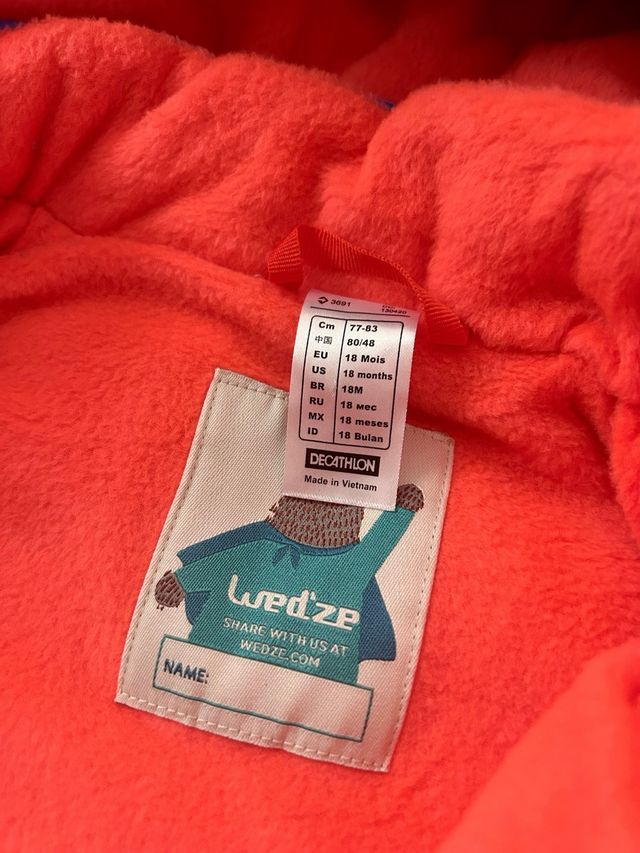 3691
130420
Cm 77-83
中国 80/48
EU 18 Mois
US 18 months
BR 18M
RU 18 мес
MX 18 meses
ID 18 Bulan
DECATHLON
Made in Vietnam
wed'ze
SHARE WITH US AT
WEDZE.COM
NAME: